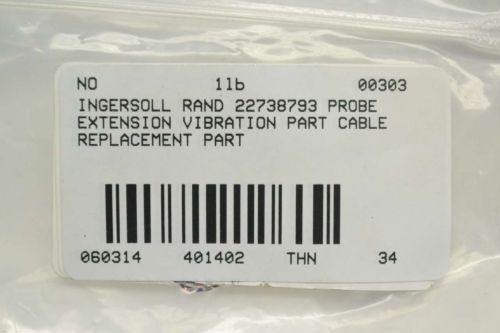 NO 1lb 00303
INGERSOLL RAND 22738793 PROBE
EXTENSION VIBRATION PART CABLE
REPLACEMENT PART
060314 401402 THN 34